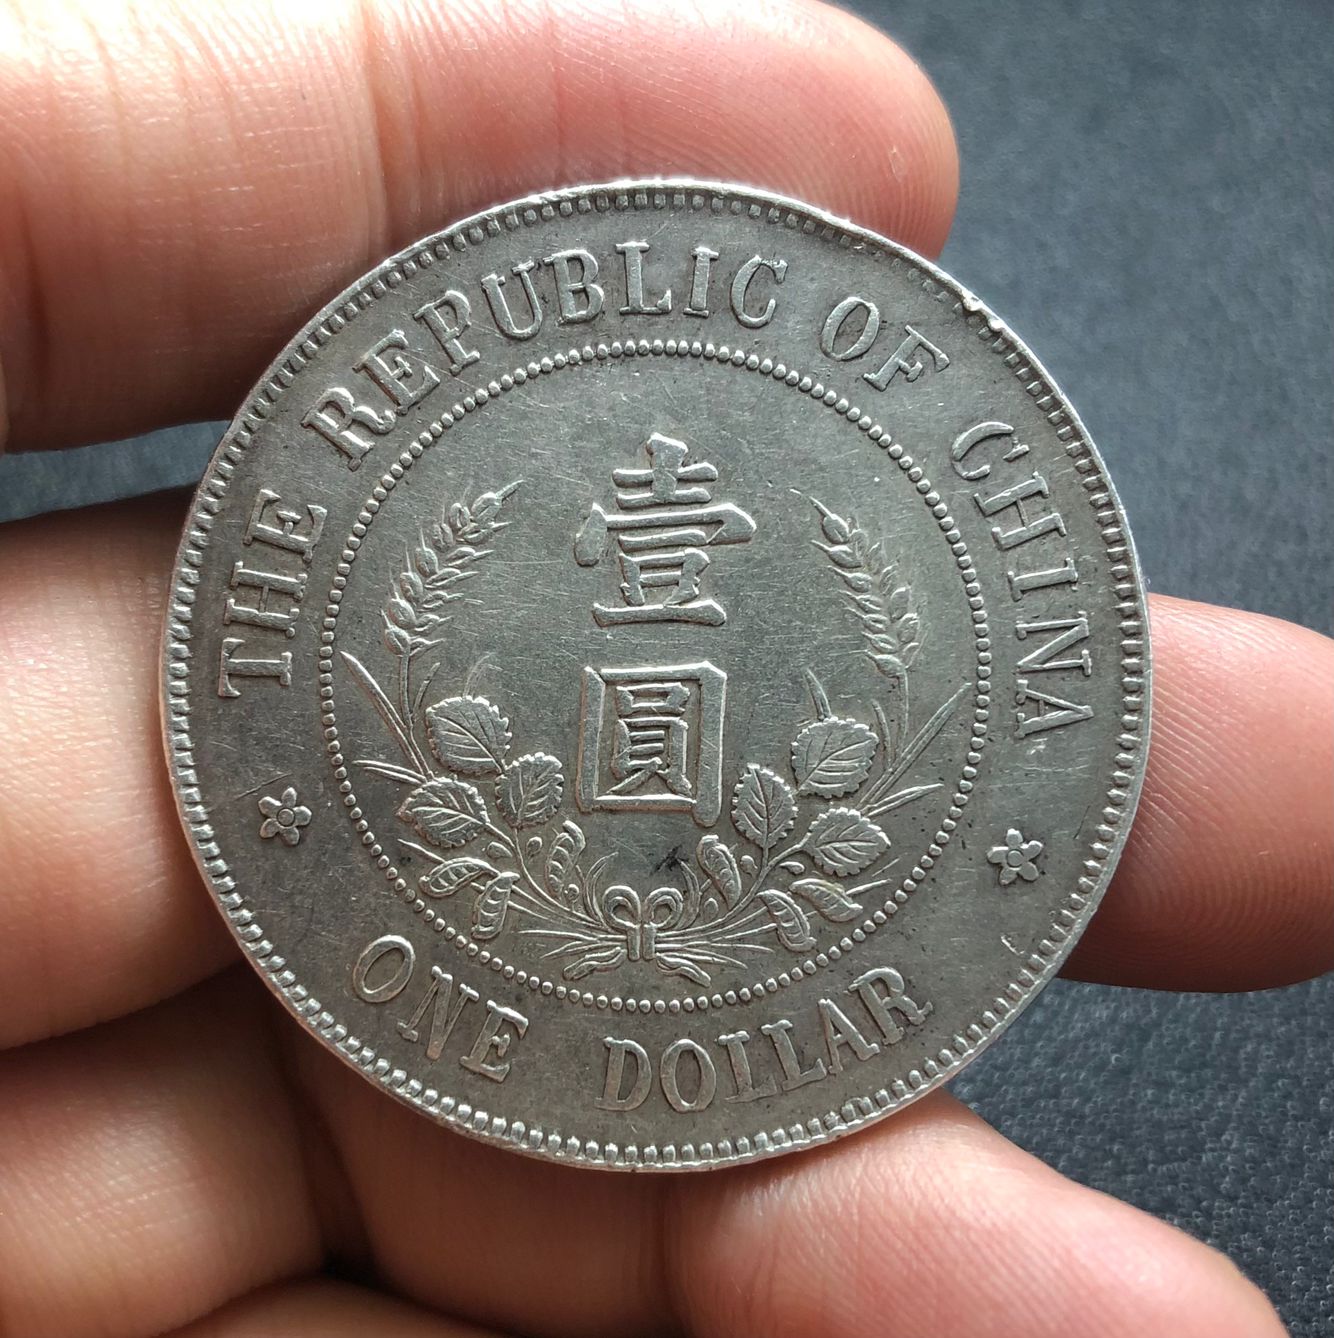 THE REPUBLIC OF CHINA
壹
圓
ONE DOLLAR